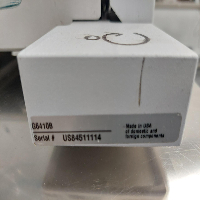 G6410B
Serial # US84511114
Made in USA
of domestic and
foreign components
°C